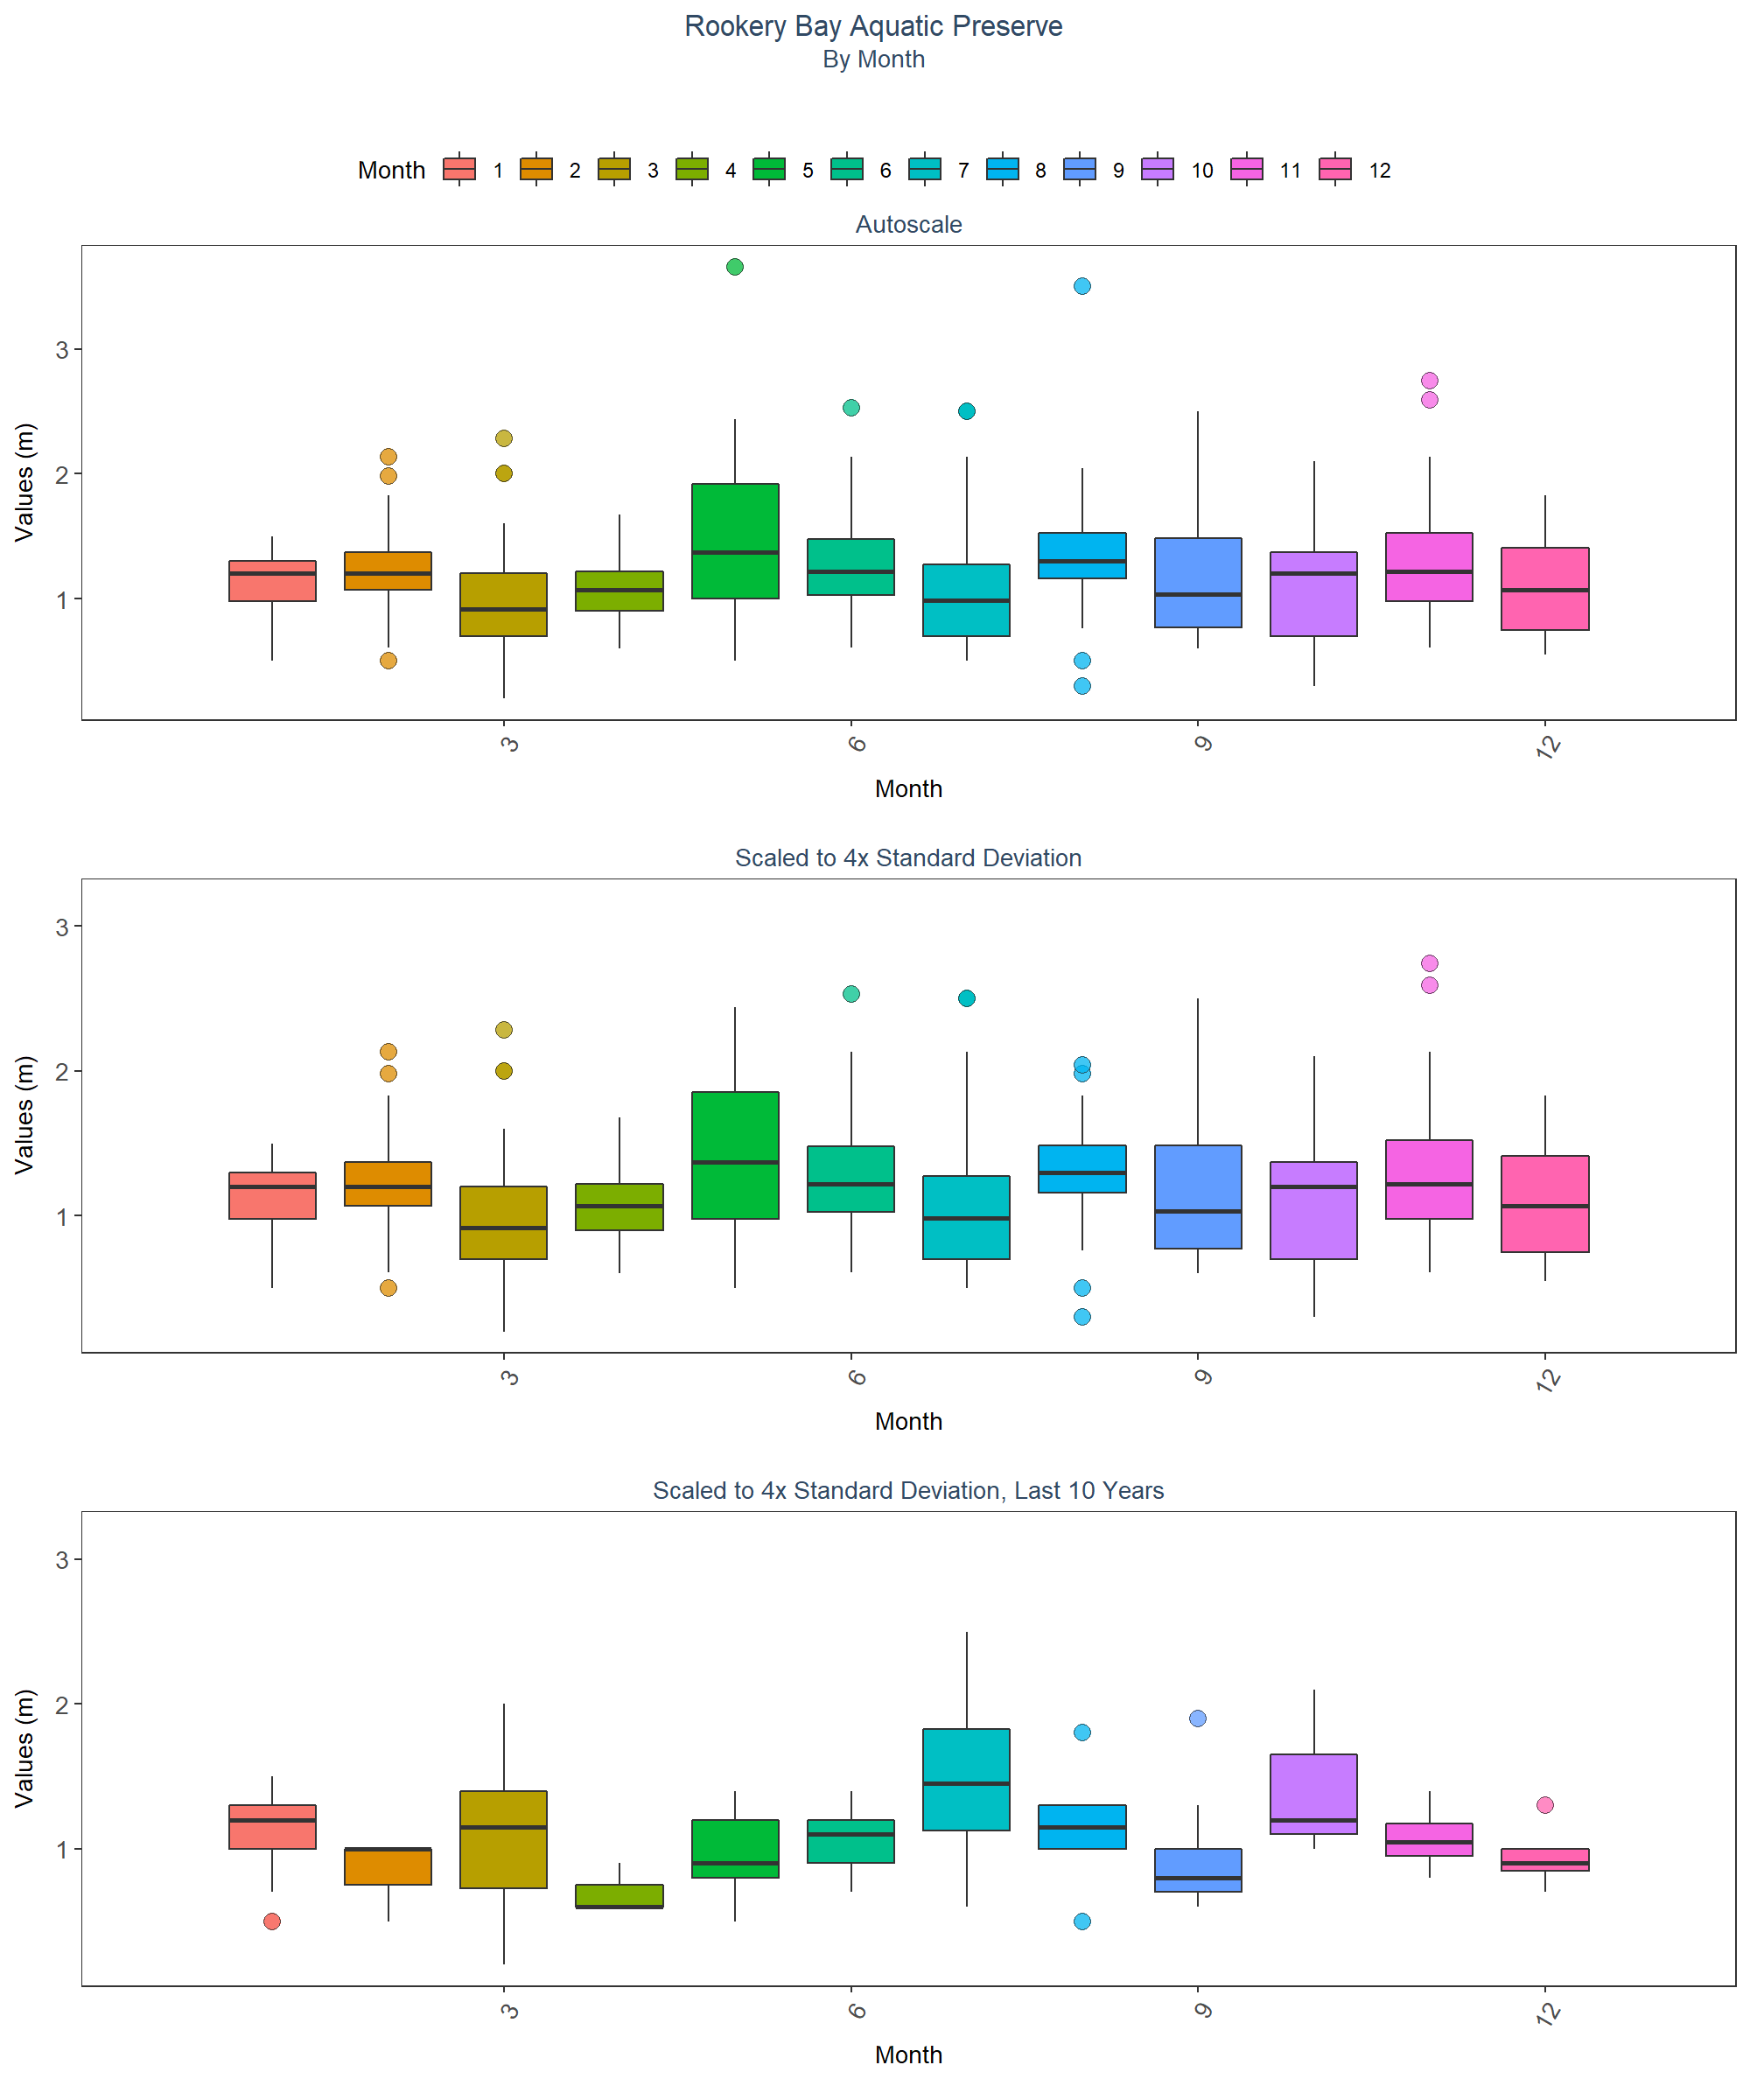 Rookery Bay Aquatic Preserve
By Month
Month 1 2 3 4 5 6 7 8 9 10 11 12
Autoscale
Values (m)
3
2
1
3 6 9 12
Month
Scaled to 4x Standard Deviation
Values (m)
3
2
1
3 6 9 12
Month
Scaled to 4x Standard Deviation, Last 10 Years
Values (m)
3
2
1
3 6 9 12
Month